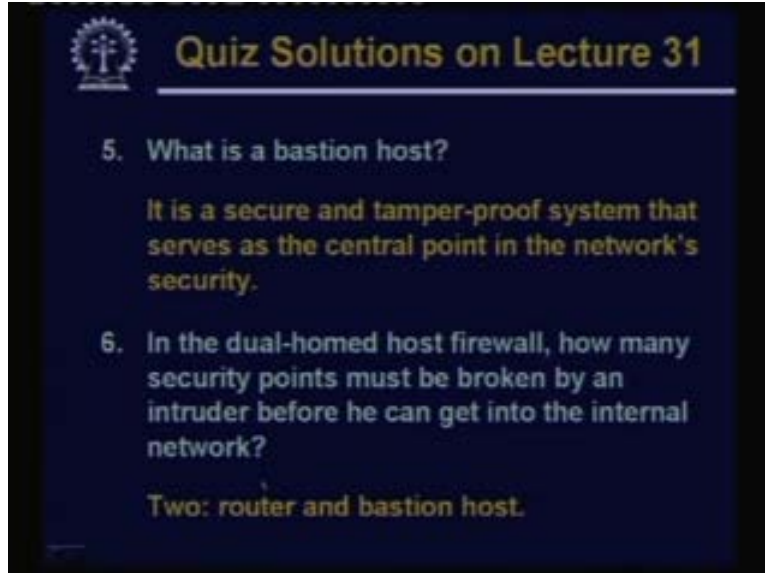 Quiz Solutions on Lecture 31
5. What is a bastion host?
It is a secure and tamper-proof system that
serves as the central point in the network's
security.
6. In the dual-homed host firewall, how many
security points must be broken by an
intruder before he can get into the internal
network?
Two: router and bastion host.